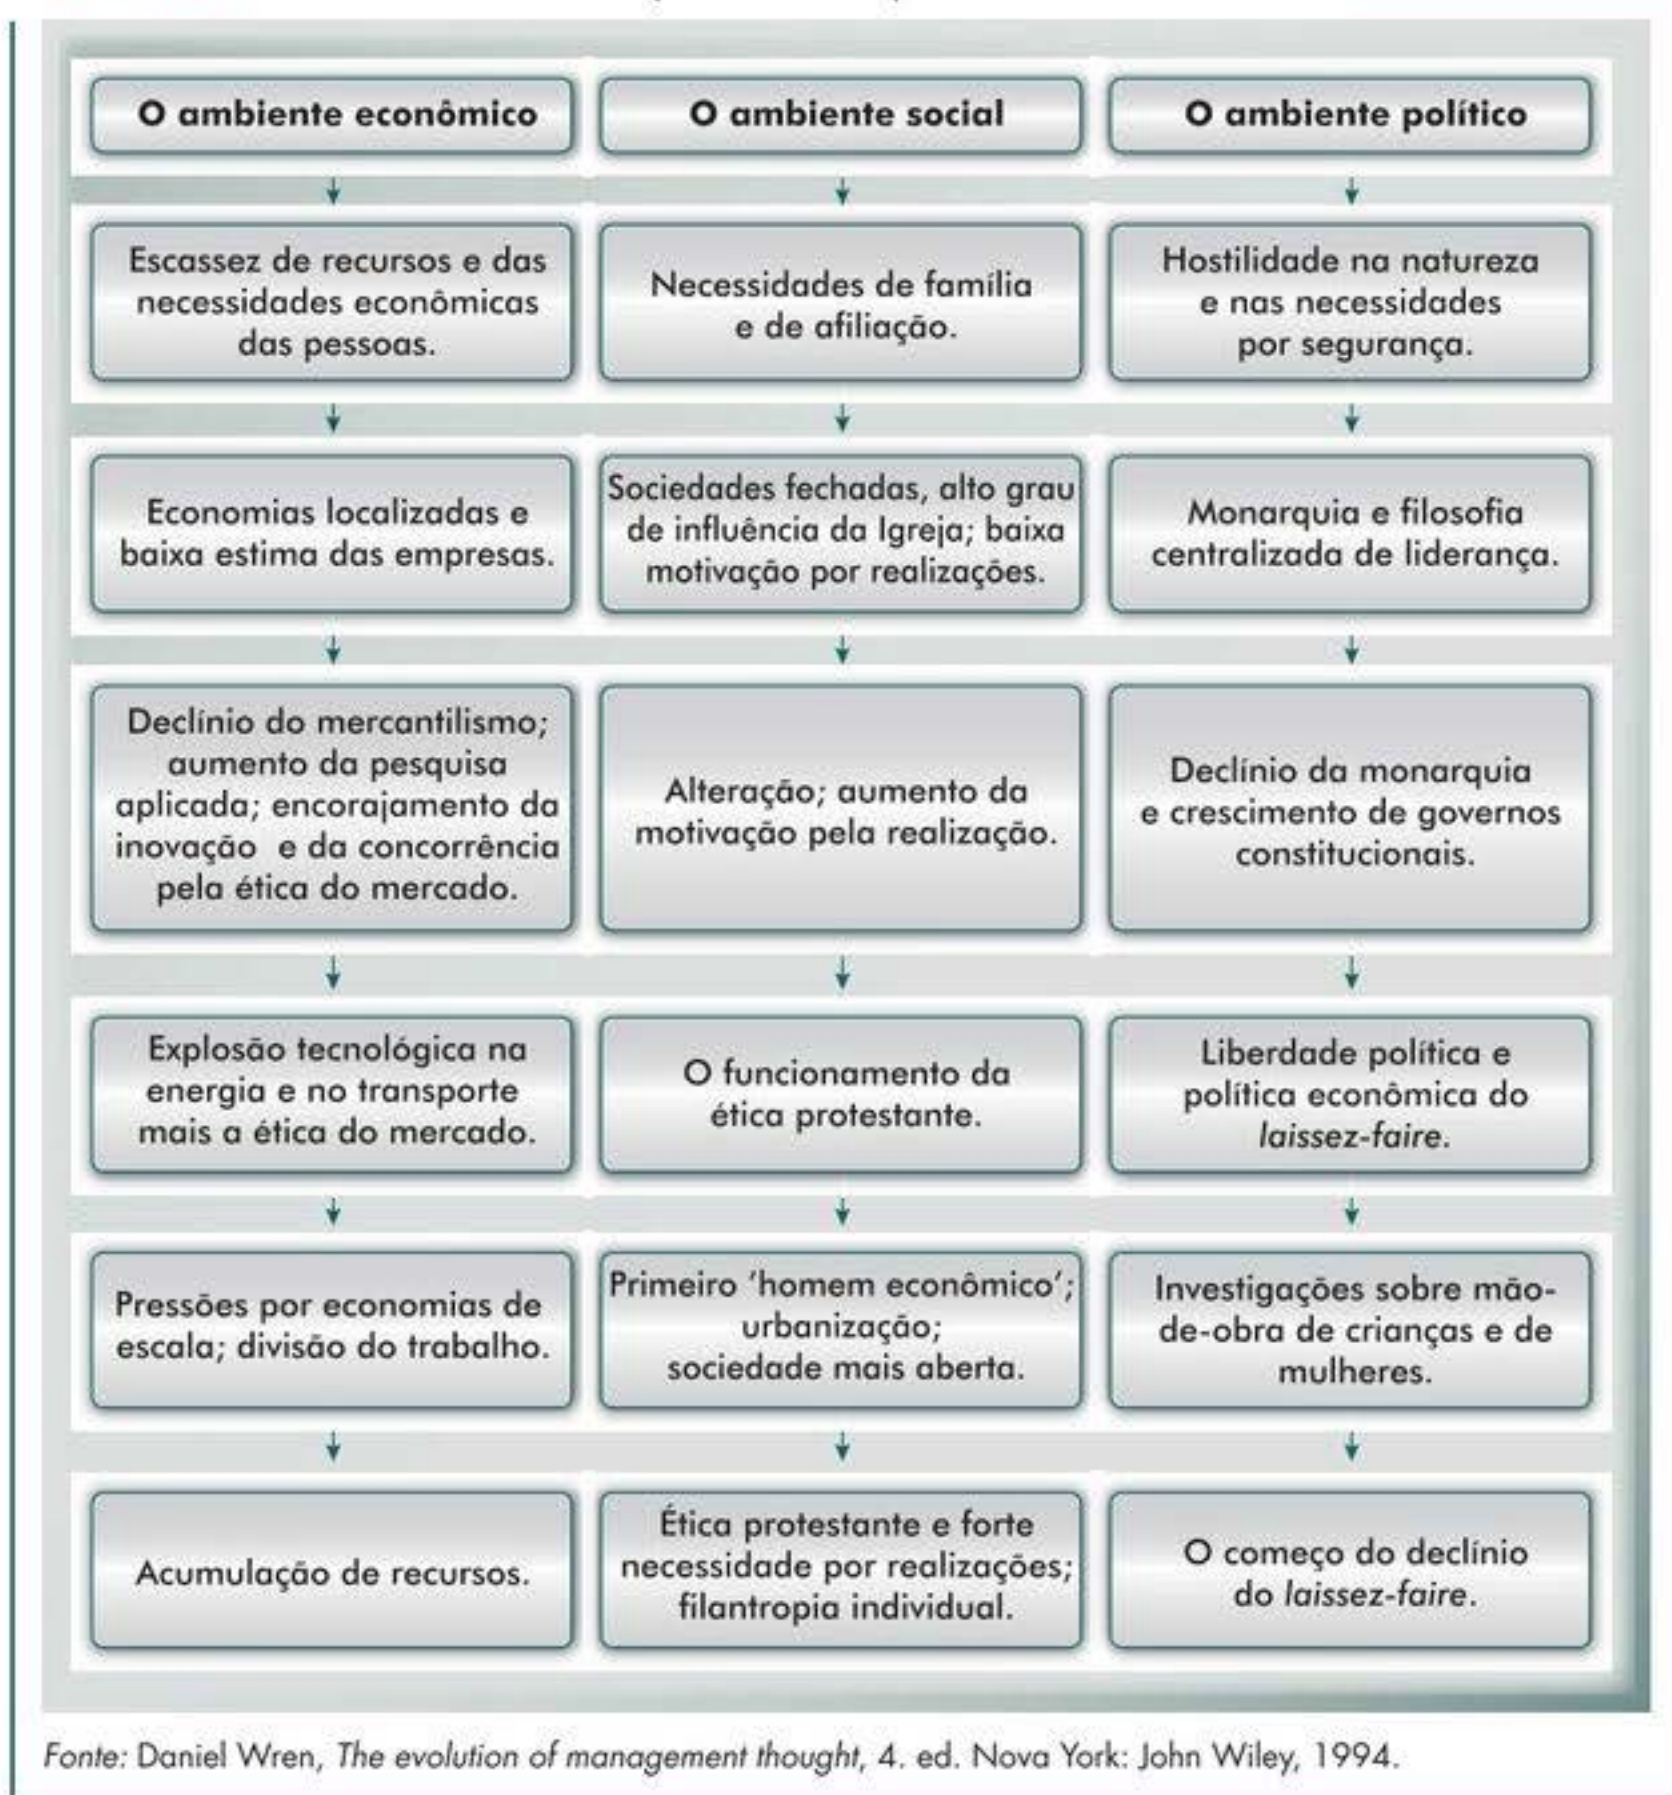 O ambiente econômico
O ambiente social
O ambiente político
Escassez de recursos e das
necessidades econômicas
das pessoas.
Necessidades de família
e de afiliação.
Hostilidade na natureza
e nas necessidades
por segurança.
Economias localizadas e
baixa estima das empresas.
Sociedades fechadas, alto grau
de influência da Igreja; baixa
motivação por realizações.
Monarquia e filosofia
centralizada de liderança.
Declínio do mercantilismo;
aumento da pesquisa
aplicada; encorajamento da
inovação e da concorrência
pela ética do mercado.
Alteração; aumento da
motivação pela realização.
Declínio da monarquia
e crescimento de governos
constitucionais.
Explosão tecnológica na
energia e no transporte
mais a ética do mercado.
O funcionamento da
ética protestante.
Liberdade política e
política econômica do
laissez-faire.
Pressões por economias de
escala; divisão do trabalho.
Primeiro 'homem econômico';
urbanização;
sociedade mais aberta.
Investigações sobre mão-
de-obra de crianças e de
mulheres.
Acumulação de recursos.
Ética protestante e forte
necessidade por realizações;
filantropia individual.
O começo do declínio
do laissez-faire.
Fonte: Daniel Wren, The evolution of management thought, 4. ed. Nova York: John Wiley, 1994.